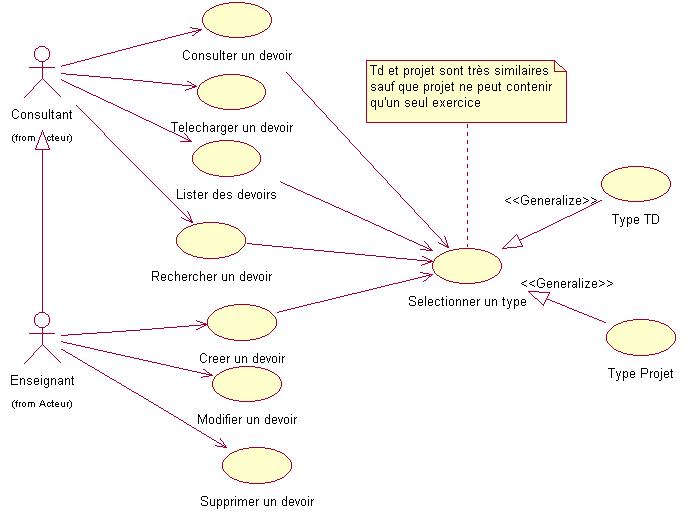 Consulter un devoir
Td et projet sont très similaires
sauf que projet ne peut contenir
qu'un seul exercice
Consultant
(from Acteur)
Telecharger un devoir
Lister des devoirs
<<Generalize>>
Type TD
Rechercher un devoir
<<Generalize>>
Selectionner un type
Creer un devoir
Type Projet
Enseignant
(from Acteur)
Modifier un devoir
Supprimer un devoir